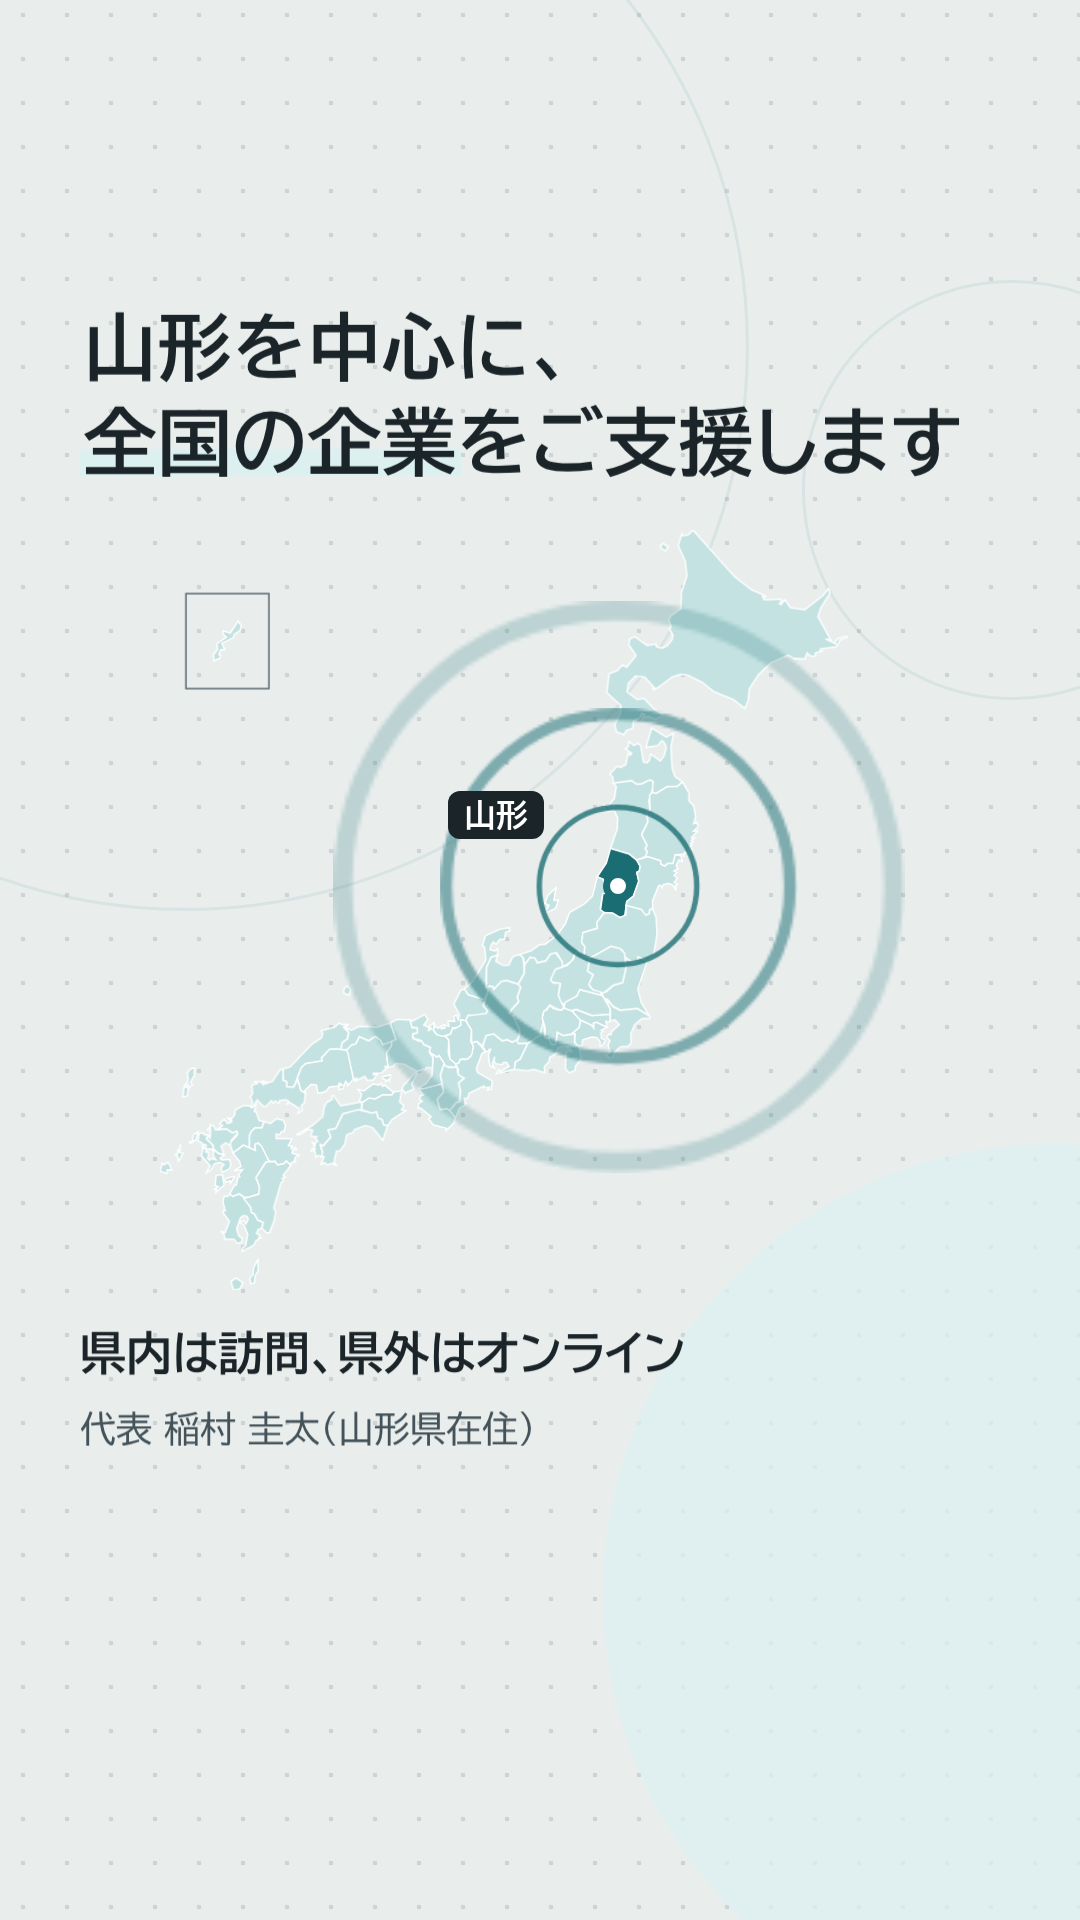 山形を中心に、
全国の企業をご支援します
山形
県内は訪問、県外はオンライン
代表 稲村 圭太（山形県在住）